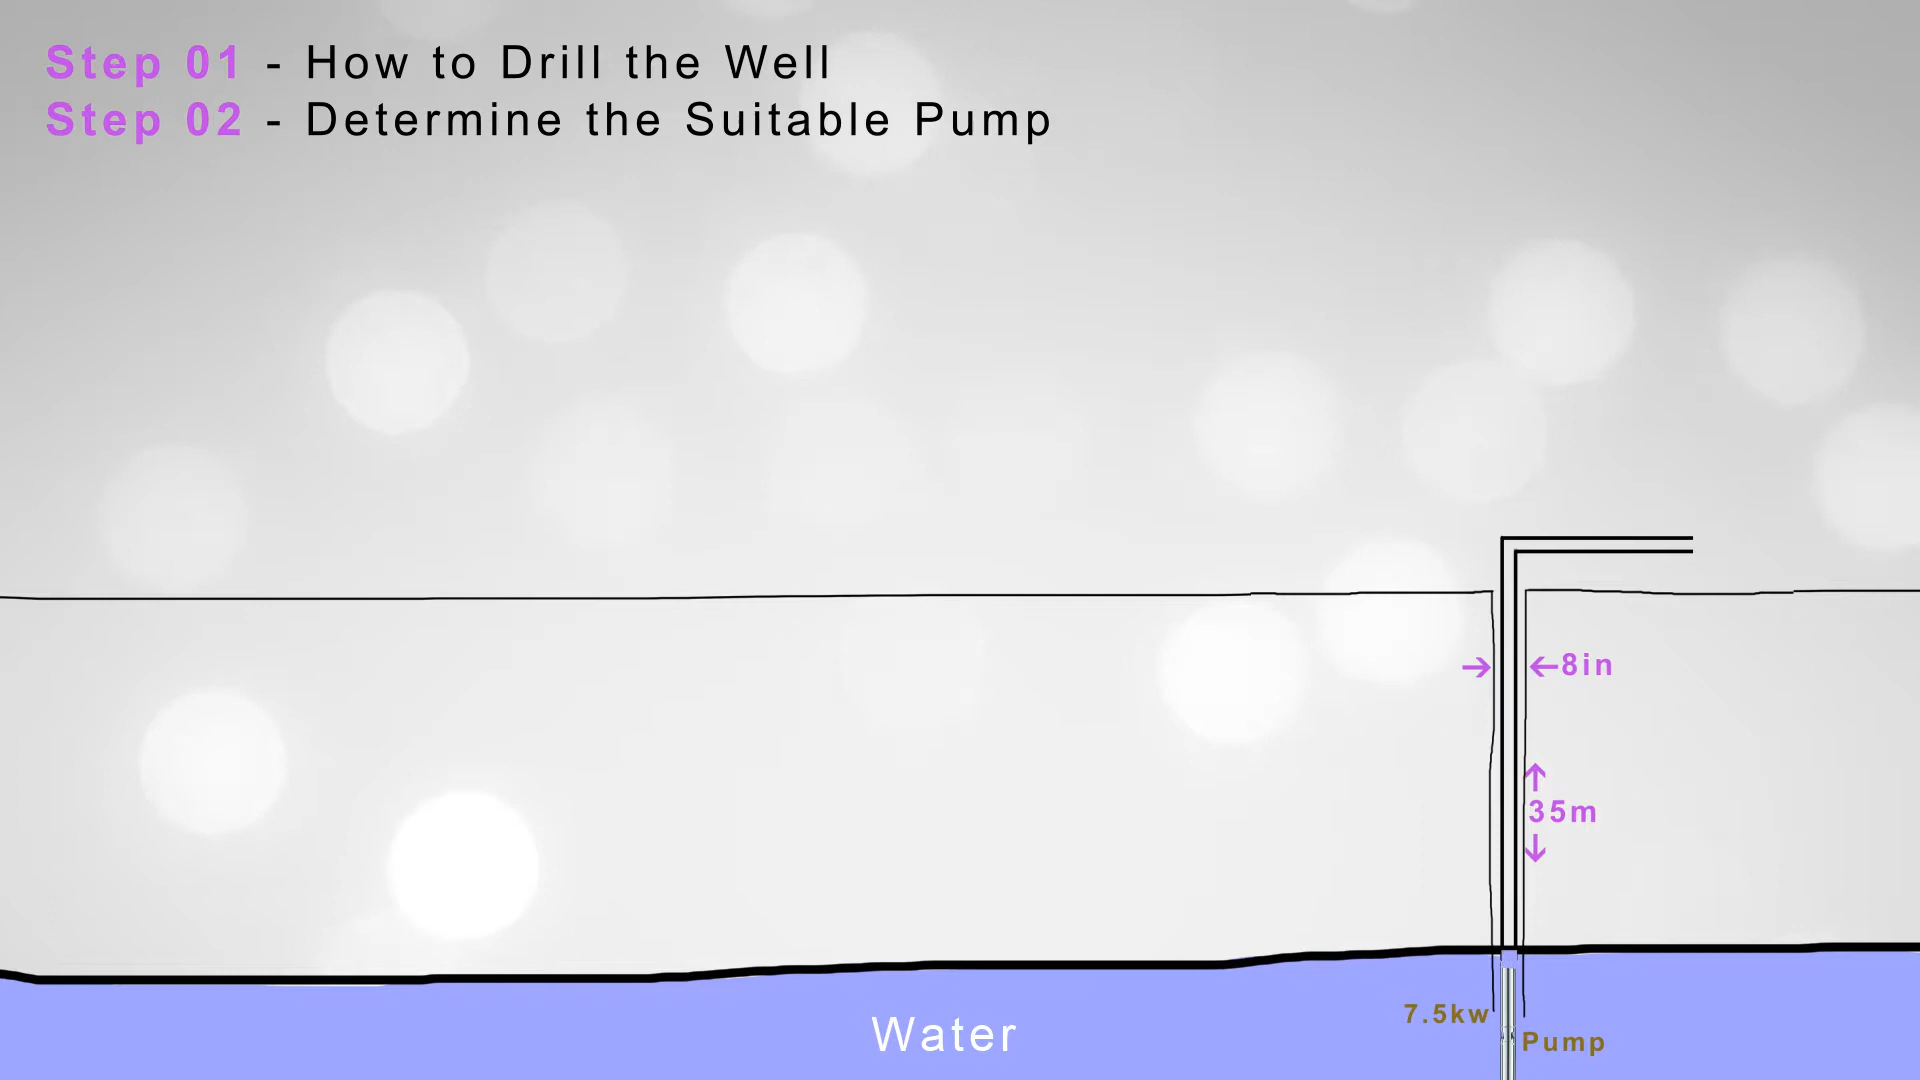 Step 01 - How to Drill the Well
Step 02 - Determine the Suitable Pump
→ ←8in
↑
35m
↓
7.5kw
Pump
Water